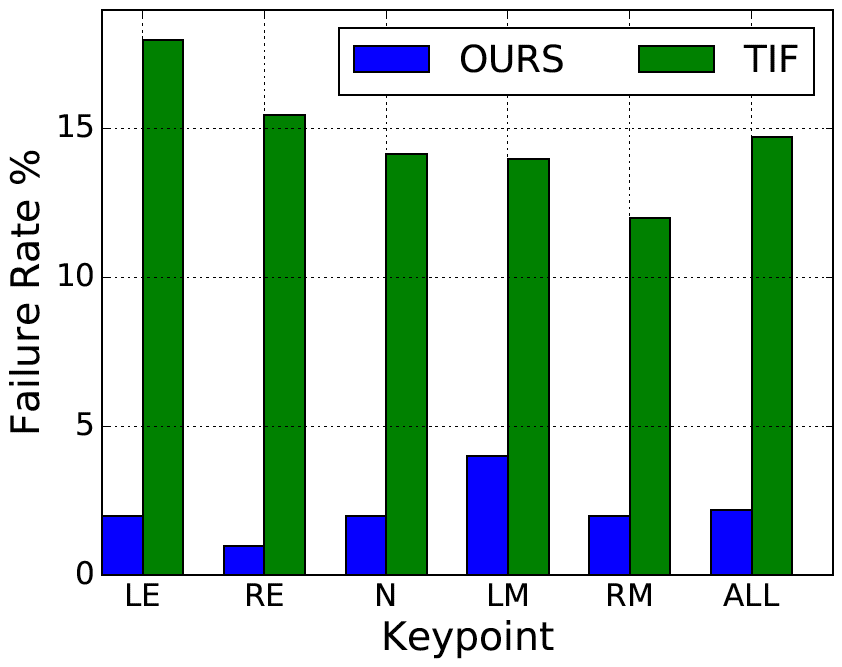 OURS TIF
Failure Rate %
15
10
5
0
LE RE N LM RM ALL
Keypoint